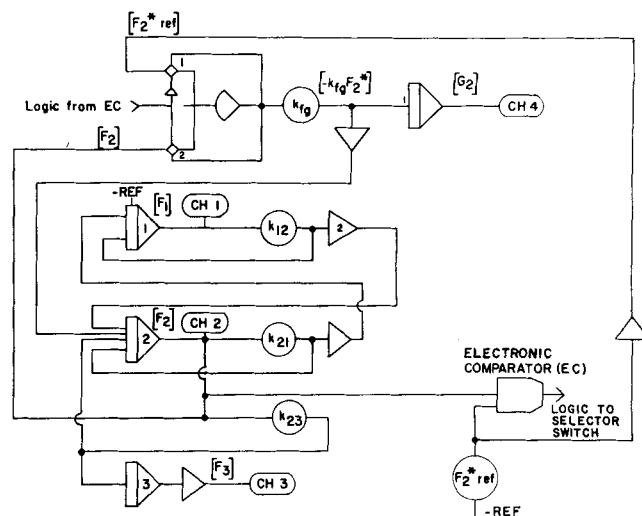 [F2* ref]
1
Logic from EC
2
kfg
[-kfgF2*]
1
[G2]
CH 4
[F2]
-REF
[F1]
CH 1
1
k12
2
[F2]
CH 2
2
k21
ELECTRONIC
COMPARATOR (EC)
LOGIC TO
SELECTOR
SWITCH
k23
[F3]
3
CH 3
F2* ref
-REF